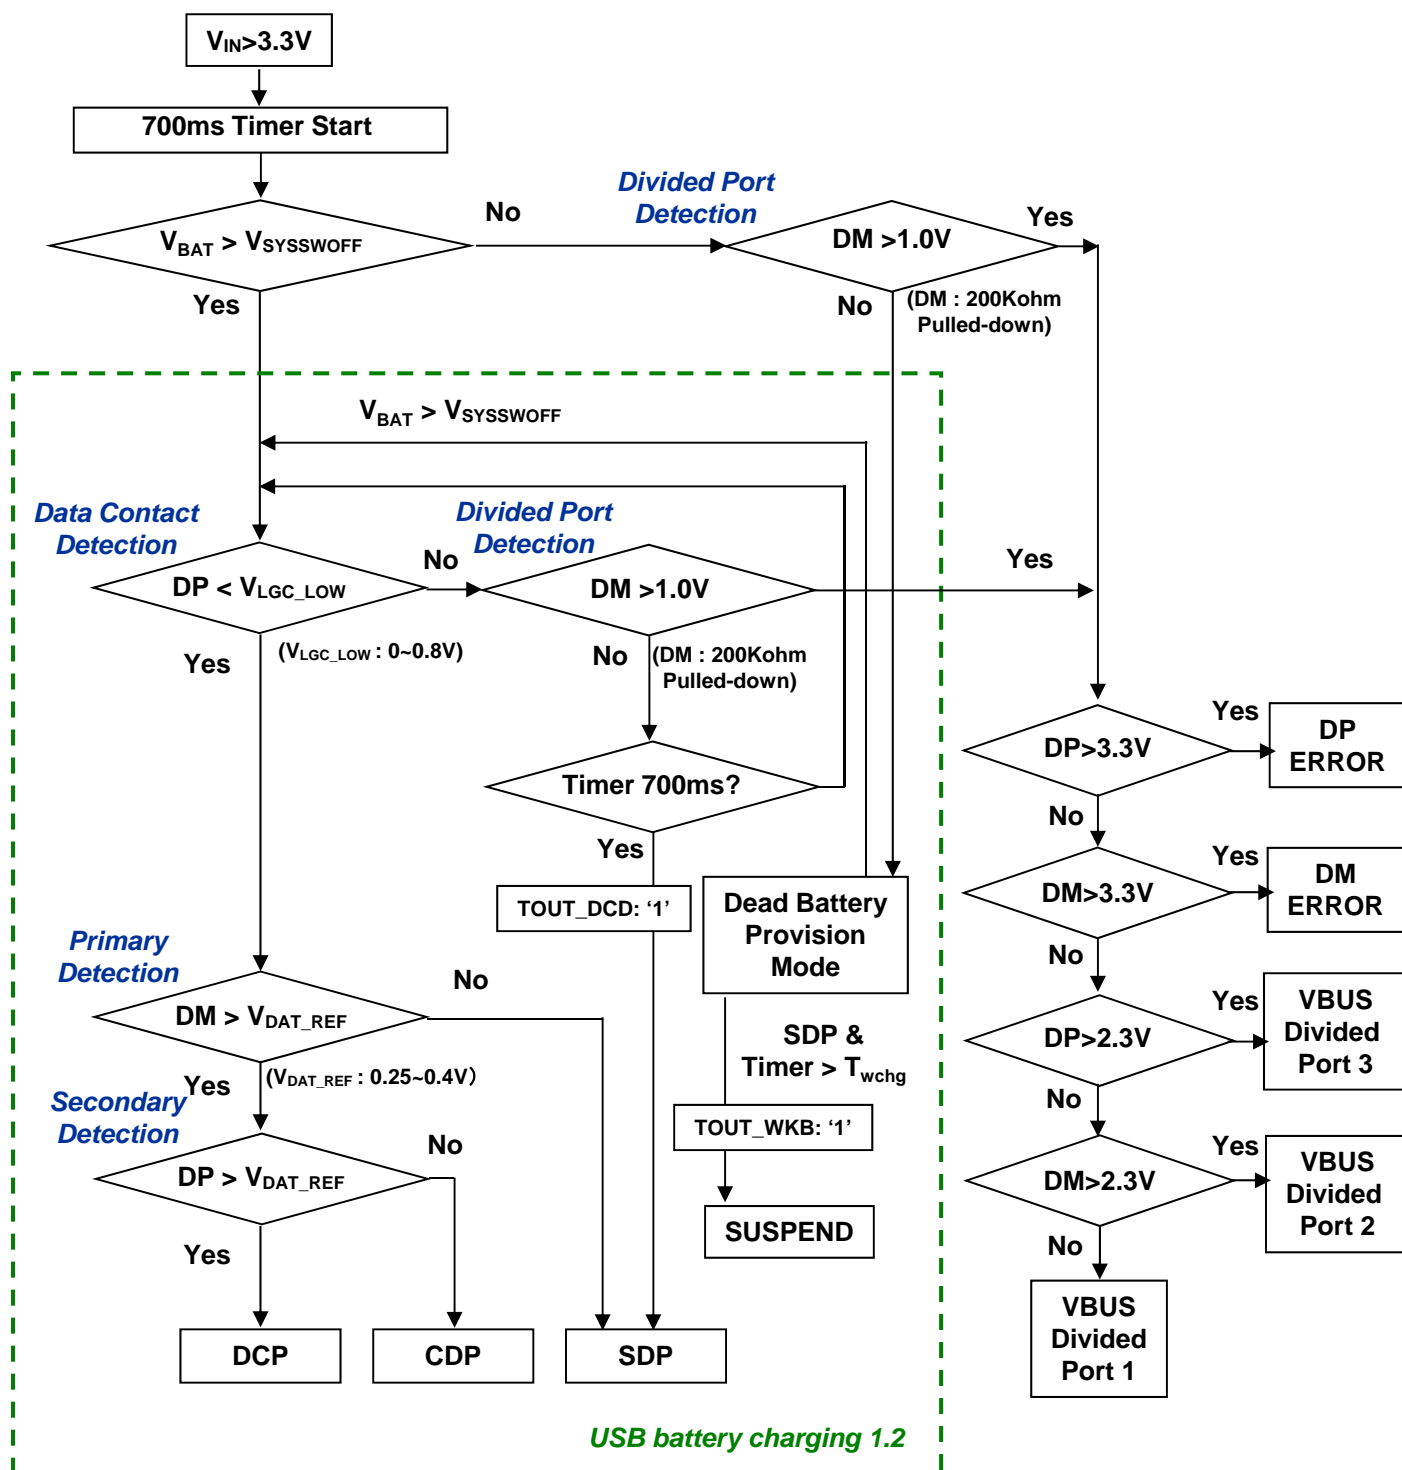 VIN>3.3V
700ms Timer Start
Divided Port
Detection
No
Yes
VBAT > VSYSSWOFF
DM >1.0V
Yes
No
(DM : 200Kohm
Pulled-down)
VBAT > VSYSSWOFF
Data Contact
Detection
Divided Port
Detection
No
Yes
DP < VLGC_LOW
DM >1.0V
(VLGC_LOW : 0~0.8V)
Yes
No
(DM : 200Kohm
Pulled-down)
Timer 700ms?
Yes
DP>3.3V
Yes
DP
ERROR
No
TOUT_DCD: ‘1’
Dead Battery
Provision
Mode
DM>3.3V
Yes
DM
ERROR
No
Primary
Detection
No
DM > VDAT_REF
Yes
(VDAT_REF : 0.25~0.4V)
SDP &
Timer > Twchg
DP>2.3V
Yes
VBUS
Divided
Port 3
No
Secondary
Detection
No
TOUT_WKB: ‘1’
DP > VDAT_REF
Yes
SUSPEND
DM>2.3V
Yes
VBUS
Divided
Port 2
No
DCP
CDP
SDP
VBUS
Divided
Port 1
USB battery charging 1.2